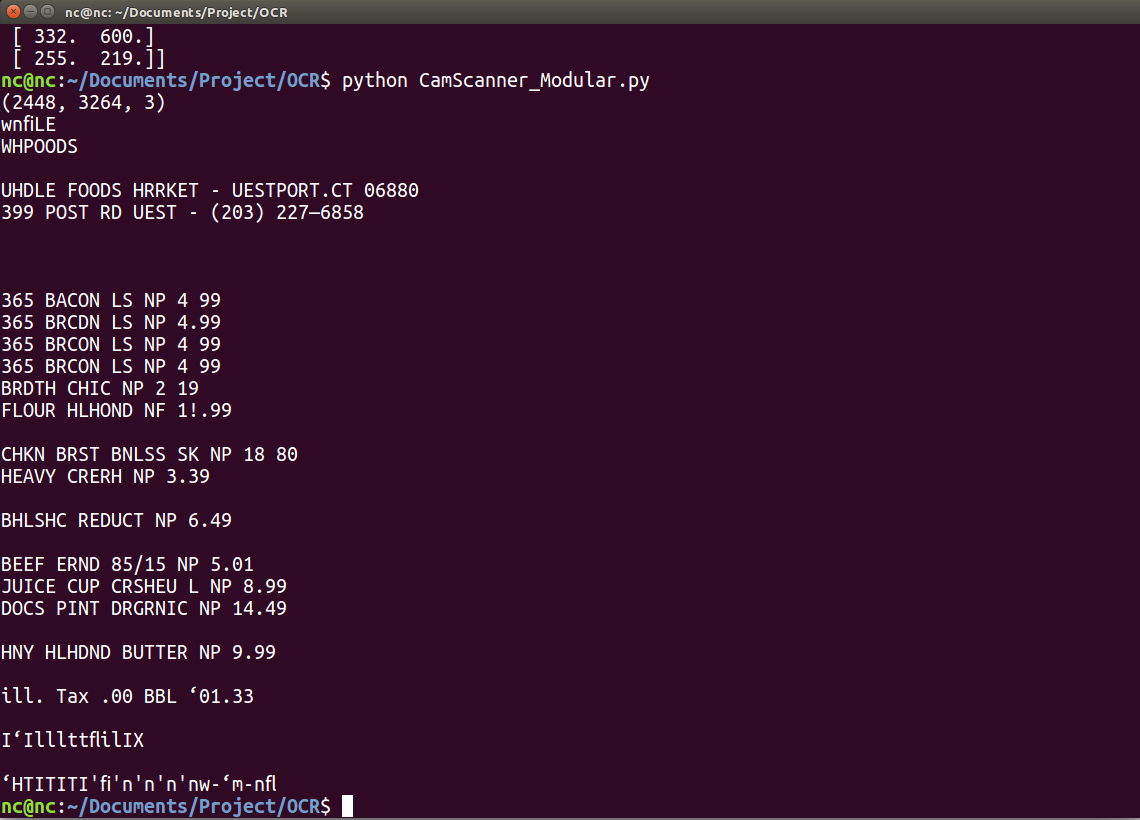 nc@nc: ~/Documents/Project/OCR
[ 332.  600.]
[ 255.  219.]]
nc@nc:~/Documents/Project/OCR$ python CamScanner_Modular.py
(2448, 3264, 3)
wnfiLE
WHPOODS
UHDLE FOODS HRRKET - UESTPORT.CT 06880
399 POST RD UEST - (203) 227—6858
365 BACON LS NP 4 99
365 BRCDN LS NP 4.99
365 BRCON LS NP 4 99
365 BRCON LS NP 4 99
BRDTH CHIC NP 2 19
FLOUR HLHOND NF 1!.99
CHKN BRST BNLSS SK NP 18 80
HEAVY CRERH NP 3.39
BHLSHC REDUCT NP 6.49
BEEF ERND 85/15 NP 5.01
JUICE CUP CRSHEU L NP 8.99
DOCS PINT DRGRNIC NP 14.49
HNY HLHDND BUTTER NP 9.99
ill. Tax .00 BBL ‘01.33
I‘IlllttflilIX
‘HTITITI'fi'n'n'n'nw-‘m-nfl
nc@nc:~/Documents/Project/OCR$